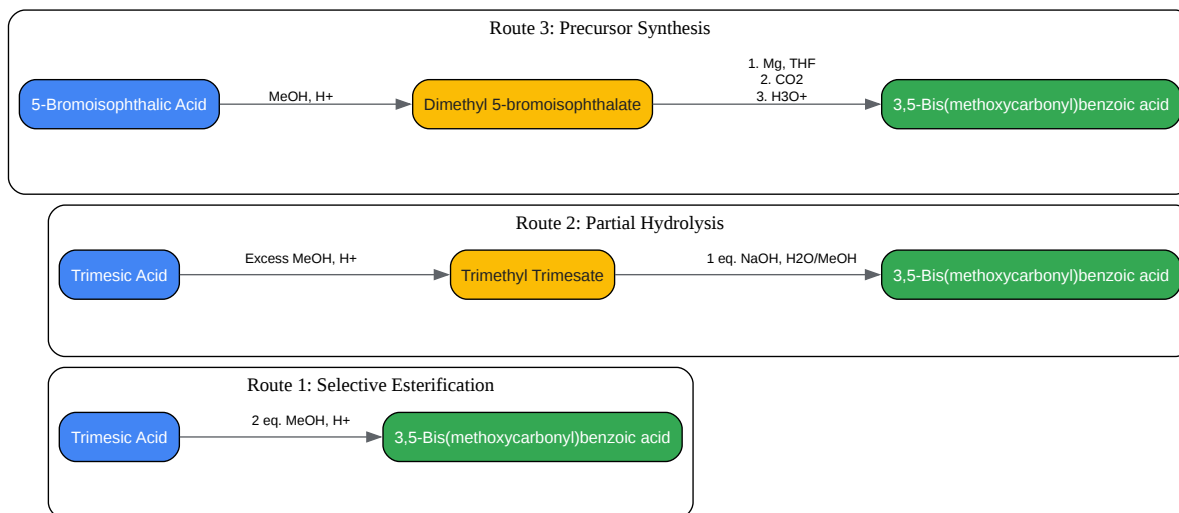 Route 3: Precursor Synthesis
5-Bromoisophthalic Acid
MeOH, H+
Dimethyl 5-bromoisophthalate
1. Mg, THF
2. CO2
3. H3O+
3,5-Bis(methoxycarbonyl)benzoic acid
Route 2: Partial Hydrolysis
Trimesic Acid
Excess MeOH, H+
Trimethyl Trimesate
1 eq. NaOH, H2O/MeOH
3,5-Bis(methoxycarbonyl)benzoic acid
Route 1: Selective Esterification
Trimesic Acid
2 eq. MeOH, H+
3,5-Bis(methoxycarbonyl)benzoic acid